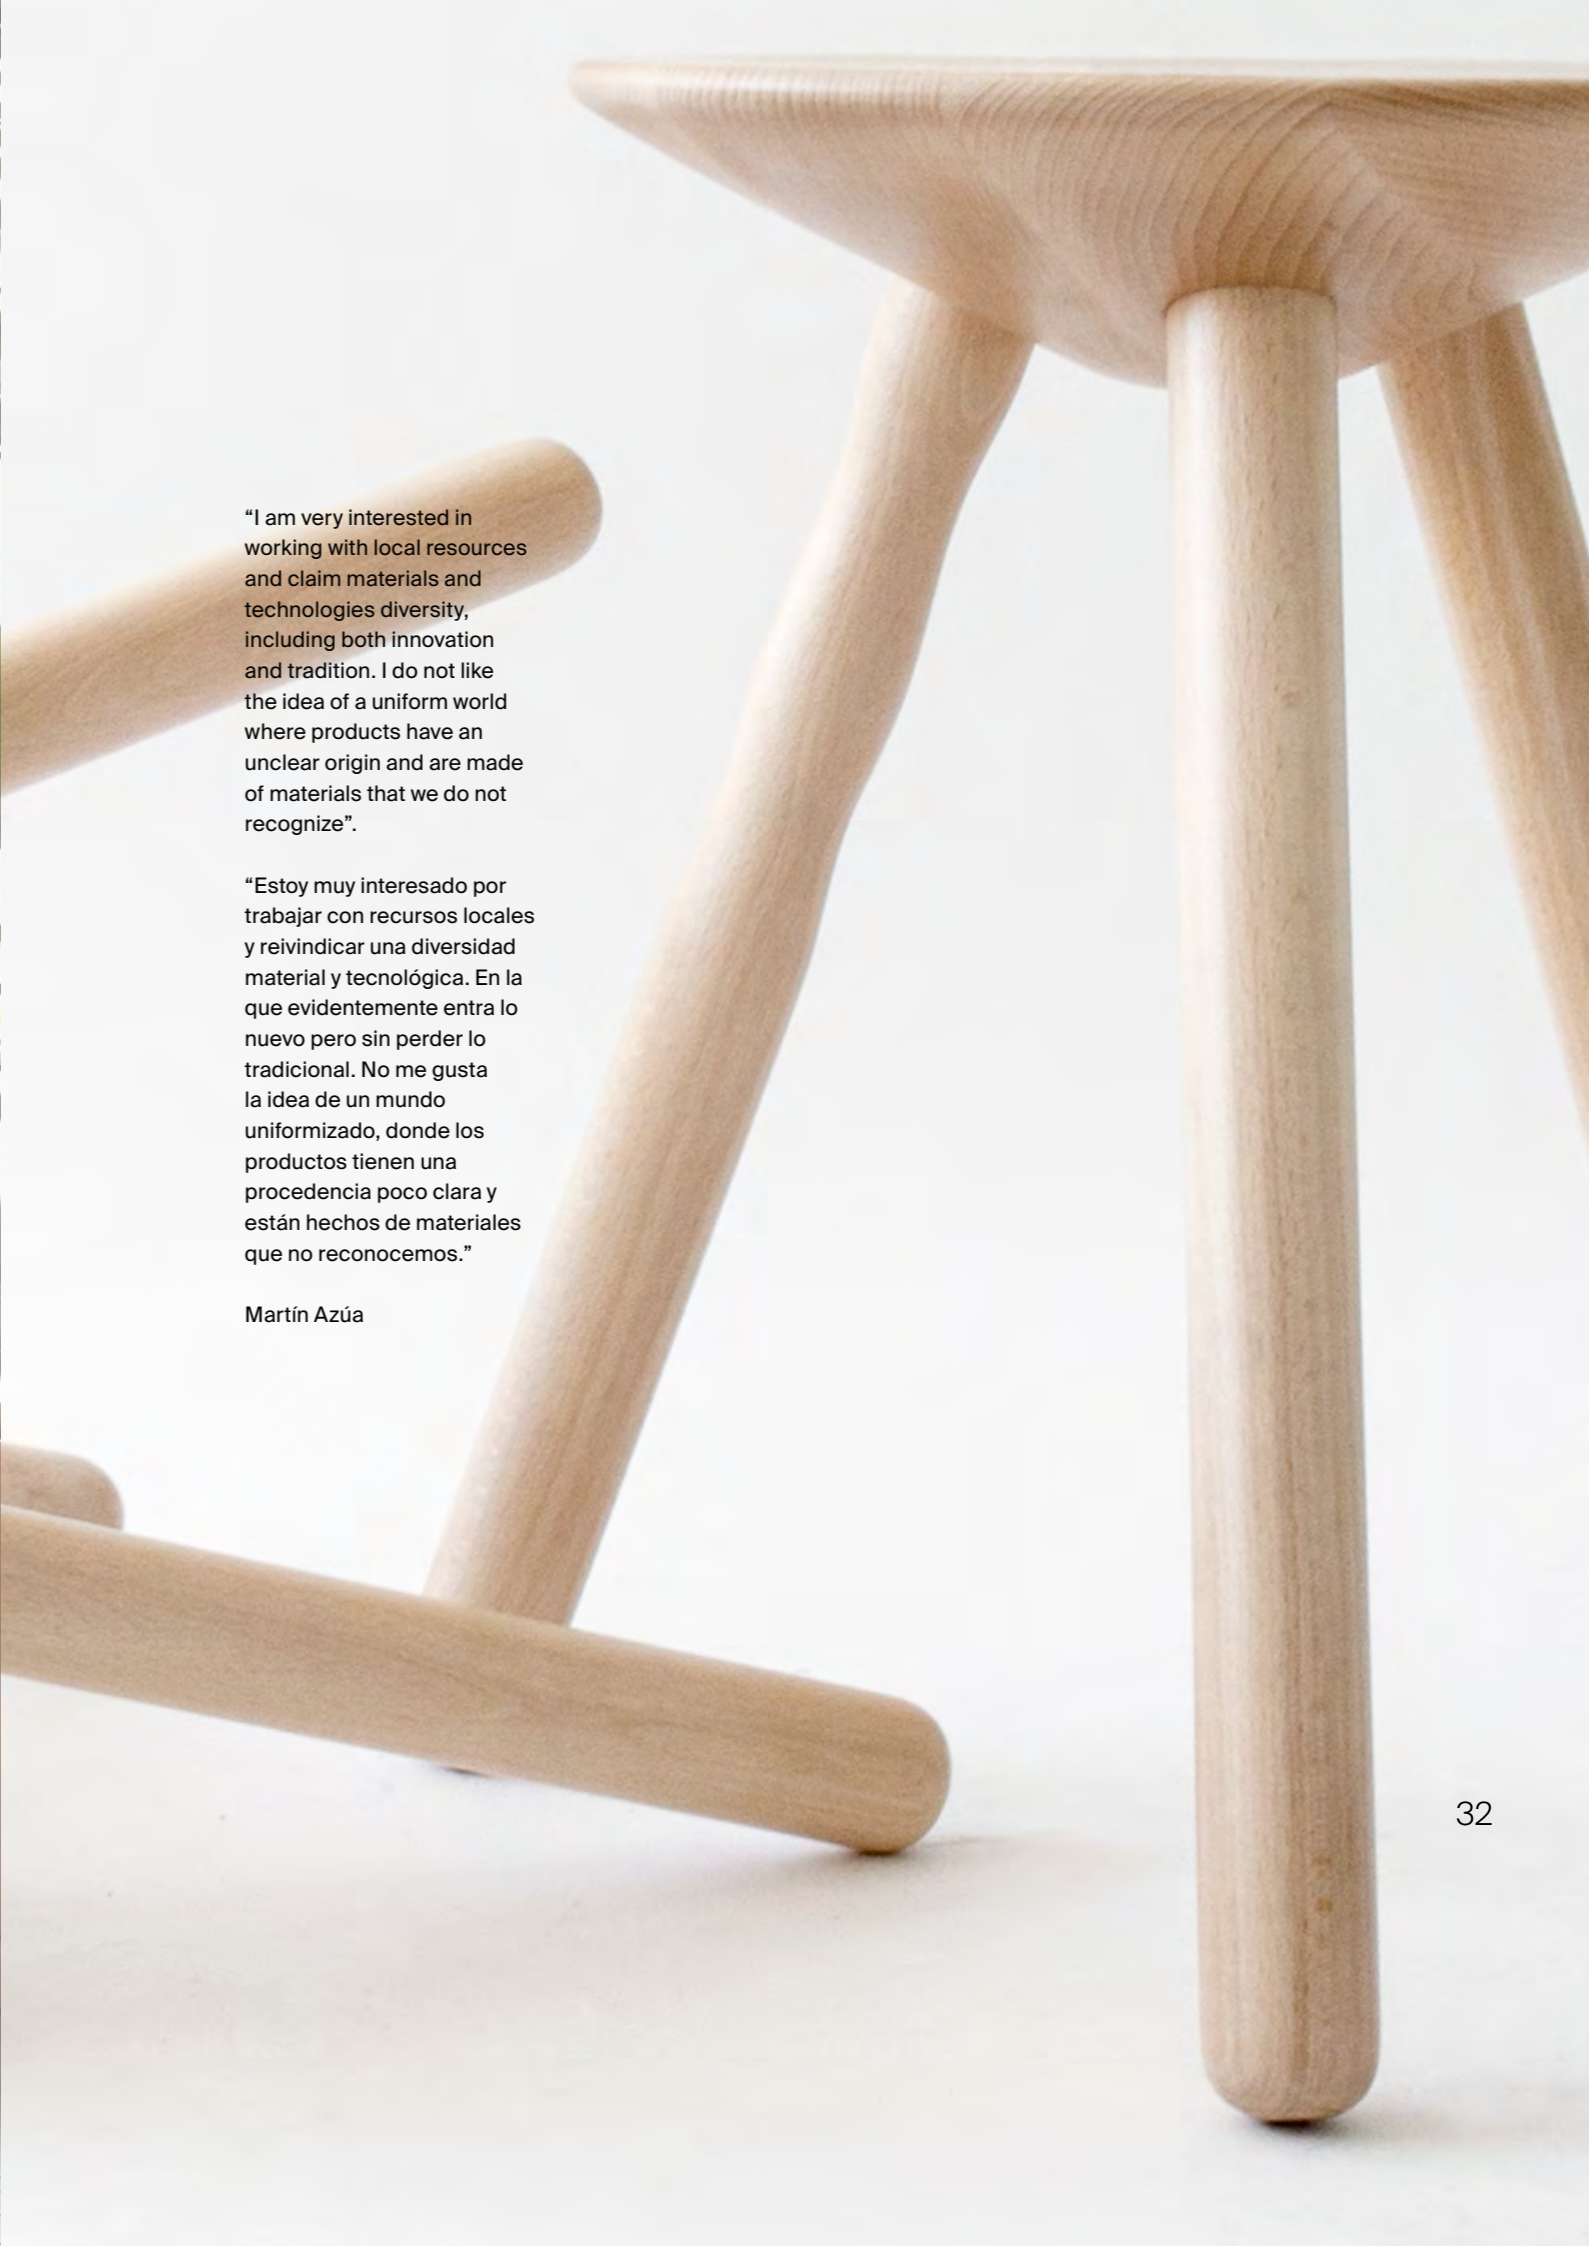 “I am very interested in
working with local resources
and claim materials and
technologies diversity,
including both innovation
and tradition. I do not like
the idea of a uniform world
where products have an
unclear origin and are made
of materials that we do not
recognize”.
“Estoy muy interesado por
trabajar con recursos locales
y reivindicar una diversidad
material y tecnológica. En la
que evidentemente entra lo
nuevo pero sin perder lo
tradicional. No me gusta
la idea de un mundo
uniformizado, donde los
productos tienen una
procedencia poco clara y
están hechos de materiales
que no reconocemos.”
Martín Azúa
32